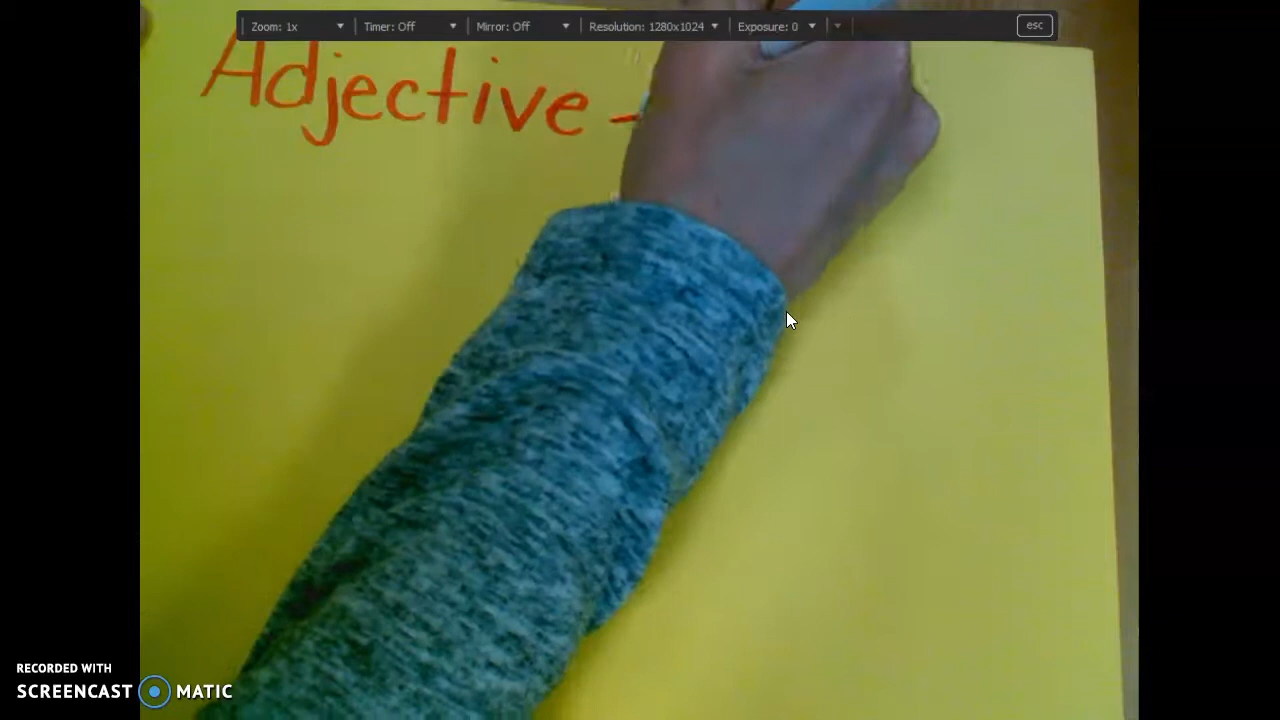 Zoom: 1x Timer: Off Mirror: Off Resolution: 1280x1024 Exposure: 0 esc
Adjective -
RECORDED WITH
SCREENCAST MATIC